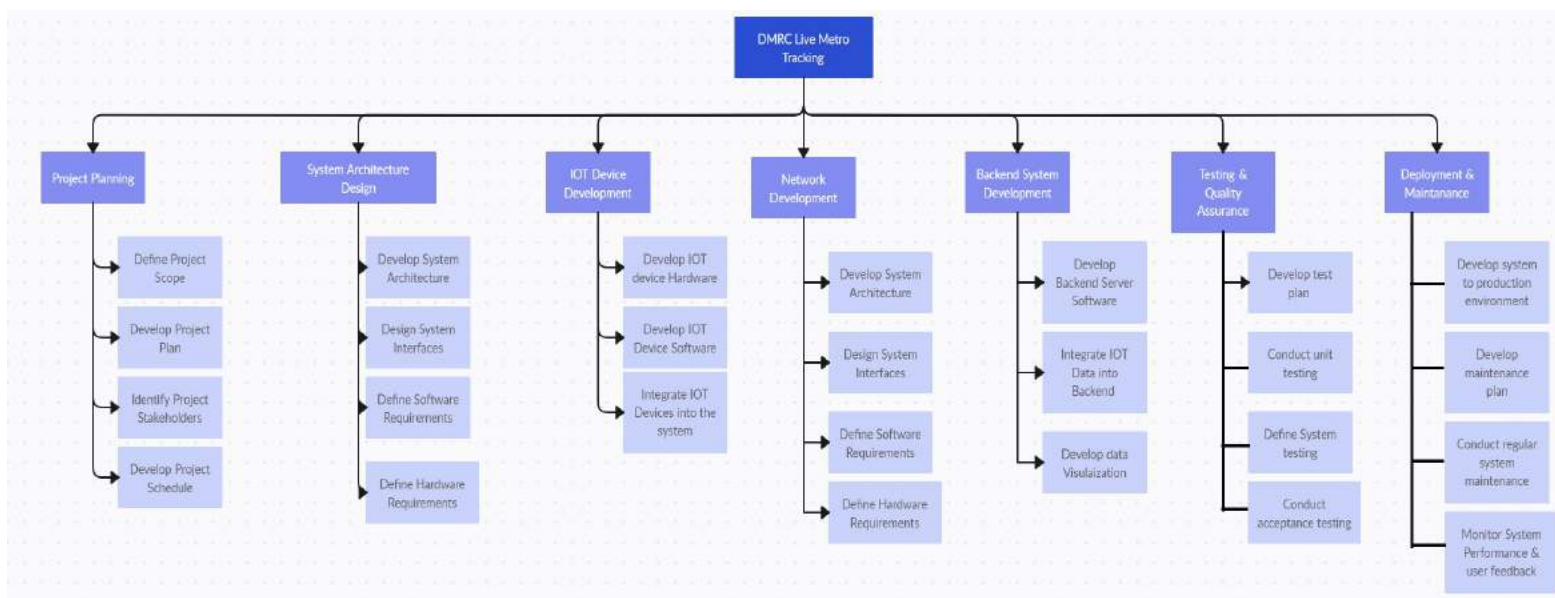 DMRC Live Metro
Tracking
Project Planning
System Architecture
Design
IOT Device
Development
Network
Development
Backend System
Development
Testing &
Quality
Assurance
Deployment &
Maintanance
Define Project
Scope
Develop Project
Plan
Identify Project
Stakeholders
Develop Project
Schedule
Develop System
Architecture
Design System
Interfaces
Define Software
Requirements
Define Hardware
Requirements
Develop IOT
device Hardware
Develop IOT
Device Software
Integrate IOT
Devices into the
system
Develop System
Architecture
Design System
Interfaces
Define Software
Requirements
Define Hardware
Requirements
Develop
Backend Server
Software
Integrate IOT
Data into
Backend
Develop data
Visulaization
Develop test
plan
Conduct unit
testing
Define System
testing
Conduct
acceptance testing
Develop system
to production
environment
Develop
maintenance
plan
Conduct regular
system
maintenance
Monitor System
Performance &
user feedback